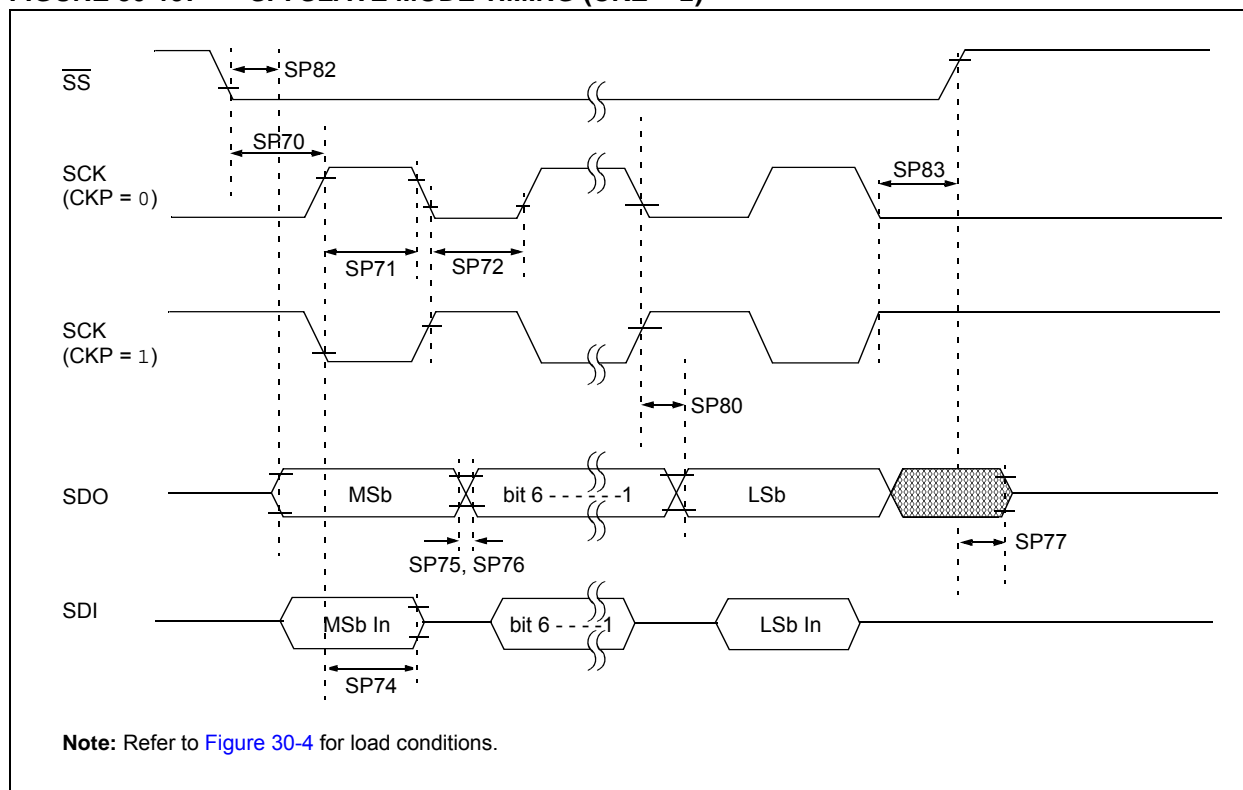 SS
SP82
SP70
SCK
(CKP = 0)
SP83
SP71
SP72
SCK
(CKP = 1)
SP80
SDO
MSb
bit 6 - - - - - -1
LSb
SP75, SP76
SP77
SDI
MSb In
bit 6 - - - -1
LSb In
SP74
Note: Refer to Figure 30-4 for load conditions.